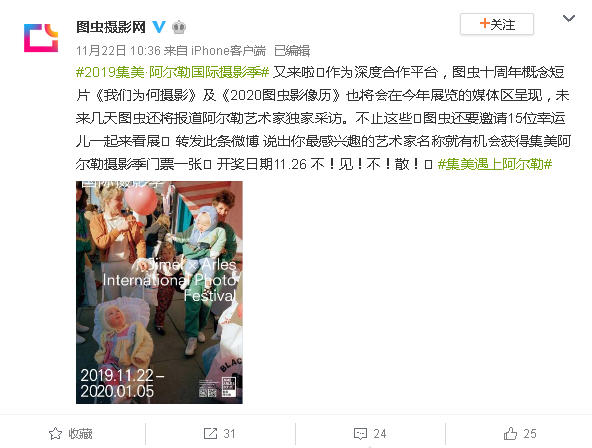 图虫摄影网
+关注
11月22日 10:36 来自 iPhone客户端 已编辑
#2019集美·阿尔勒国际摄影季# 又来啦 作为深度合作平台，图虫十周年概念短
片《我们为何摄影》及《2020图虫影像历》也将会在今年展览的媒体区呈现，未
来几天图虫还将报道阿尔勒艺术家独家采访。不止这些 图虫还要邀请15位幸运
儿一起来看展 转发此条微博 说出你最感兴趣的艺术家名称就有机会获得集美阿
尔勒摄影季门票一张 开奖日期11.26 不！见！不！散！ #集美遇上阿尔勒#
国际摄影季
Jimei x Arles
International Photo
Festival
BLAC
2019.11.22 –
2020.01.05
收藏
31
24
25